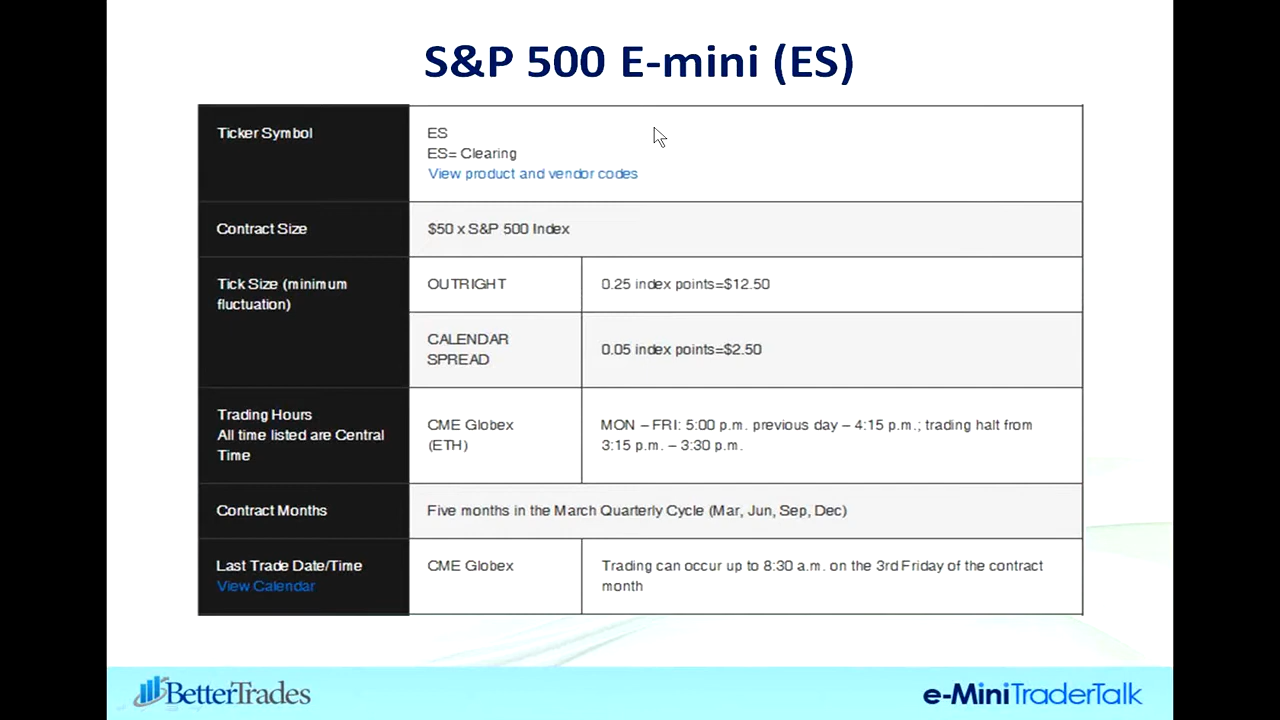 S&P 500 E-mini (ES)
Ticker Symbol
ES
ES= Clearing
View product and vendor codes
Contract Size
$50 x S&P 500 Index
Tick Size (minimum
fluctuation)
OUTRIGHT
0.25 index points=$12.50
CALENDAR
SPREAD
0.05 index points=$2.50
Trading Hours
All time listed are Central
Time
CME Globex
(ETH)
MON – FRI: 5:00 p.m. previous day – 4:15 p.m.; trading halt from
3:15 p.m. – 3:30 p.m.
Contract Months
Five months in the March Quarterly Cycle (Mar, Jun, Sep, Dec)
Last Trade Date/Time
View Calendar
CME Globex
Trading can occur up to 8:30 a.m. on the 3rd Friday of the contract
month
BetterTrades
e-MiniTraderTalk